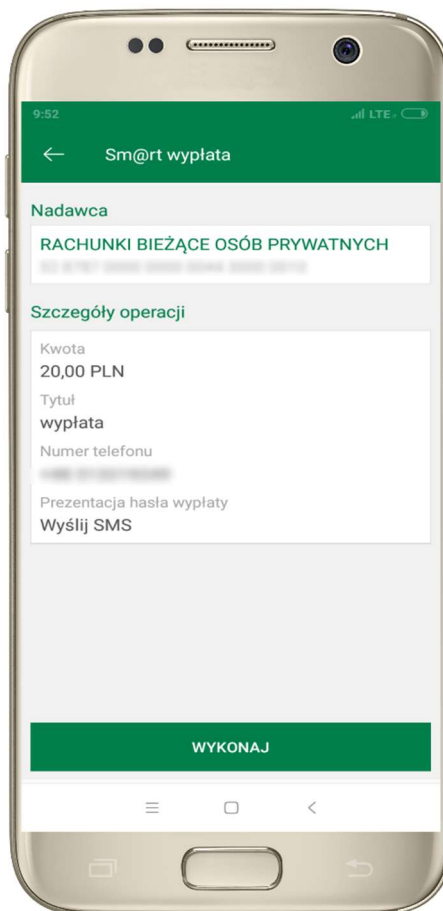 9:52
LTE
Sm@rt wypłata
Nadawca
RACHUNKI BIEŻĄCE OSÓB PRYWATNYCH
Szczegóły operacji
Kwota
20,00 PLN
Tytuł
wypłata
Numer telefonu
Prezentacja hasła wypłaty
Wyślij SMS
WYKONAJ